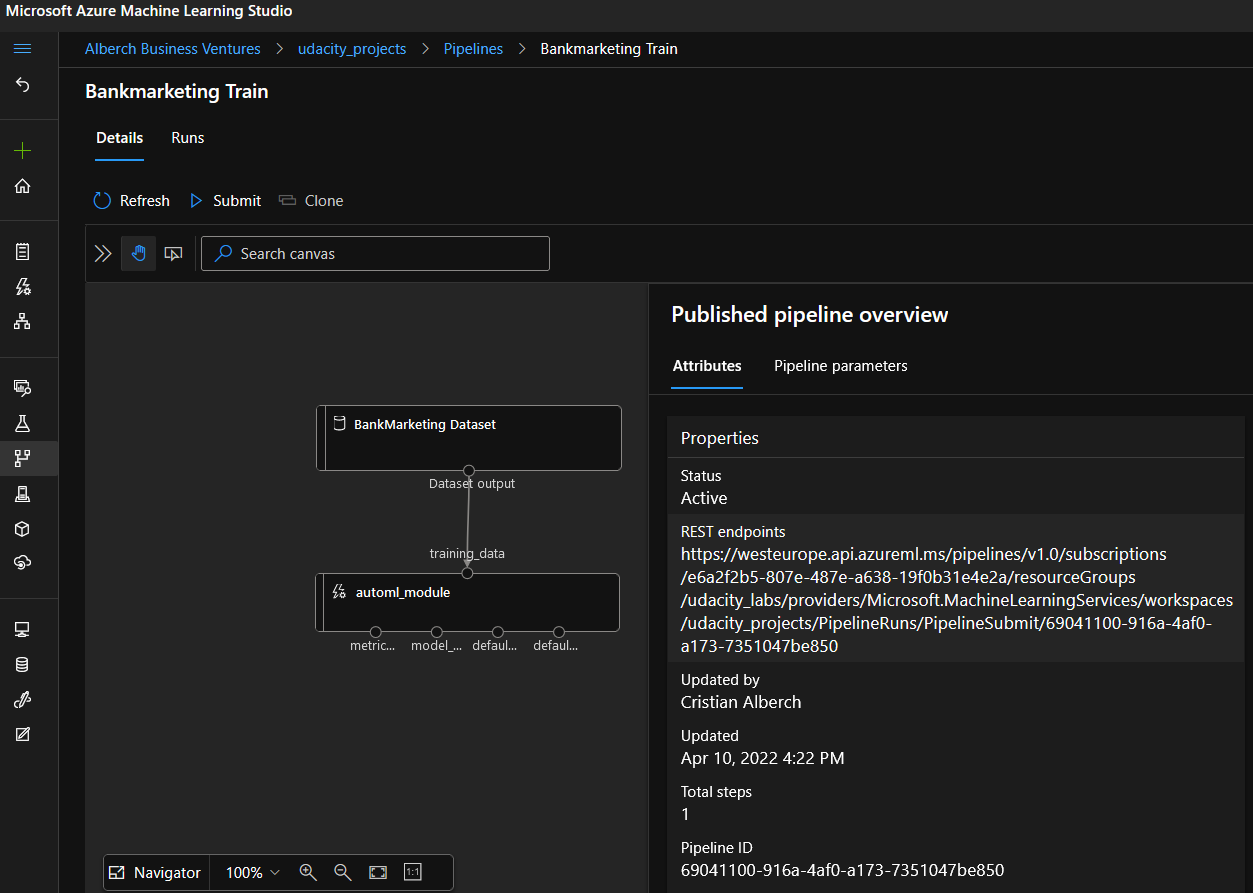 Microsoft Azure Machine Learning Studio
Alberch Business Ventures > udacity_projects > Pipelines > Bankmarketing Train
Bankmarketing Train
Details Runs
Refresh Submit Clone
Search canvas
BankMarketing Dataset
Dataset output
training_data
automl_module
metric... model_... defaul... defaul...
Navigator 100% 1:1
Published pipeline overview
Attributes Pipeline parameters
Properties
Status
Active
REST endpoints
https://westeurope.api.azureml.ms/pipelines/v1.0/subscriptions
/e6a2f2b5-807e-487e-a638-19f0b31e4e2a/resourceGroups
/udacity_labs/providers/Microsoft.MachineLearningServices/workspaces
/udacity_projects/PipelineRuns/PipelineSubmit/69041100-916a-4af0-
a173-7351047be850
Updated by
Cristian Alberch
Updated
Apr 10, 2022 4:22 PM
Total steps
1
Pipeline ID
69041100-916a-4af0-a173-7351047be850